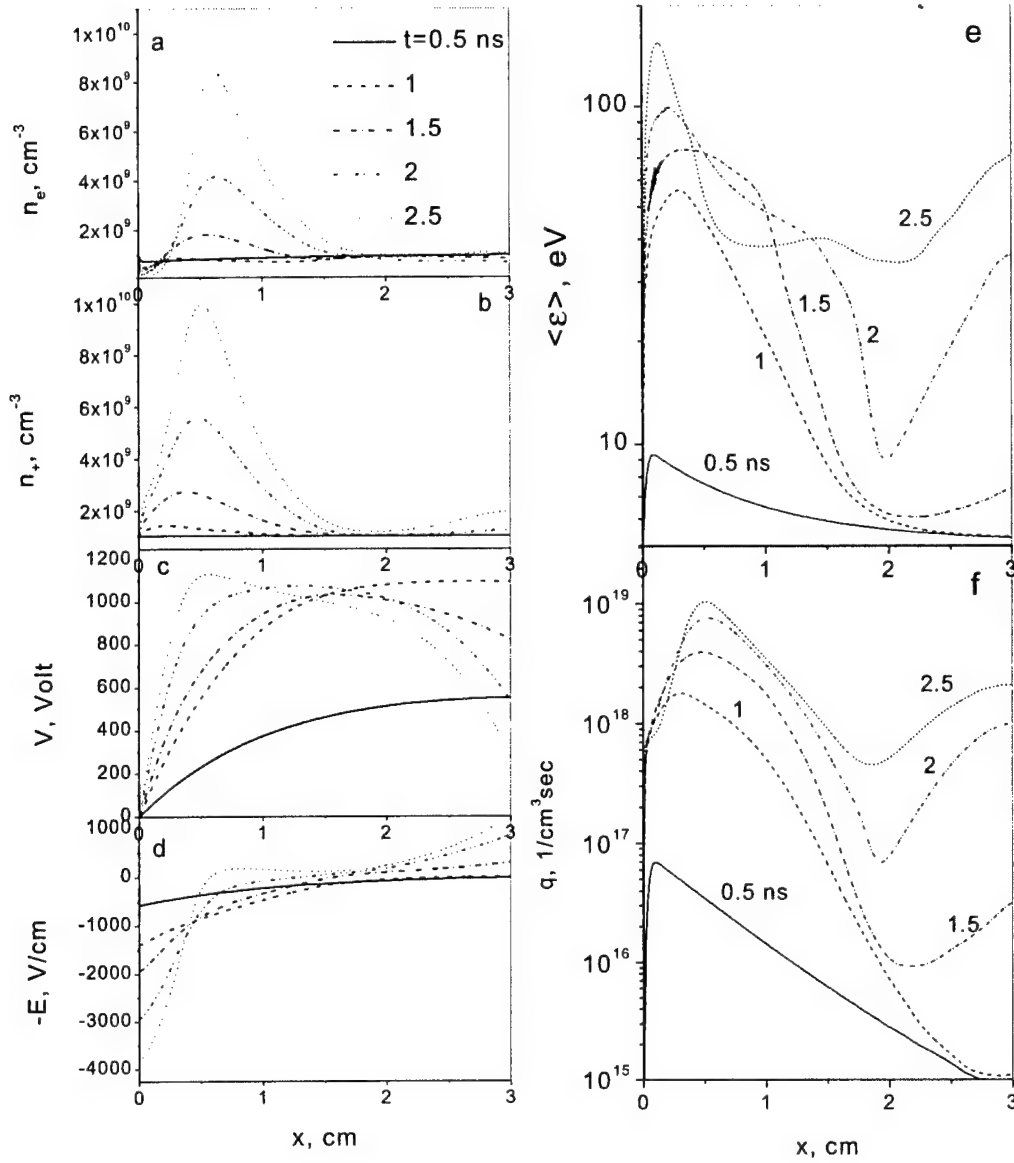 a
1x10^10
8x10^9
6x10^9
4x10^9
2x10^9
n_e, cm^-3
t=0.5 ns
1
1.5
2
2.5
0 1 2 3
b
1x10^10
8x10^9
6x10^9
4x10^9
2x10^9
n_+, cm^-3
0 1 2 3
c
1200
1000
800
600
400
200
0
V, Volt
0 1 2 3
d
1000
0
-1000
-2000
-3000
-4000
-E, V/cm
0 1 2 3
x, cm
e
100
10
<ε>, eV
2.5
1.5
2
1
0.5 ns
0 1 2 3
f
10^19
10^18
10^17
10^16
10^15
q, 1/cm^3sec
2.5
1
2
0.5 ns
1.5
0 1 2 3
x, cm